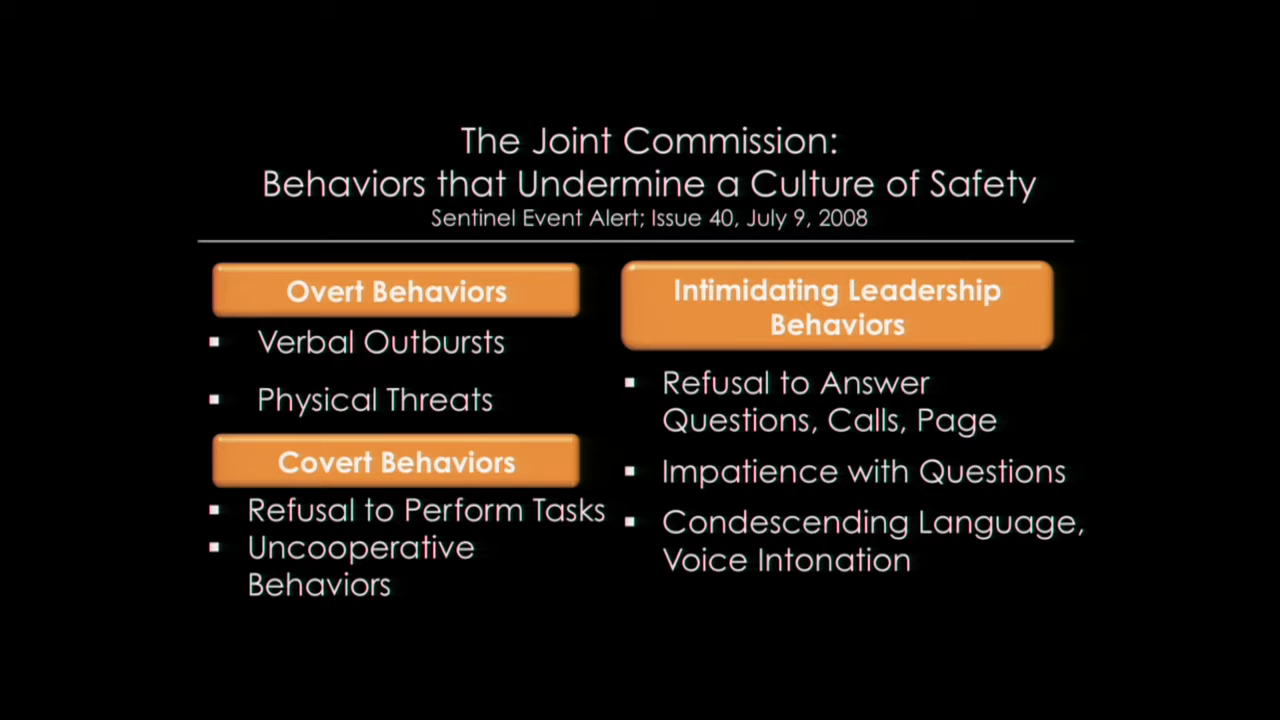 The Joint Commission:
Behaviors that Undermine a Culture of Safety
Sentinel Event Alert; Issue 40, July 9, 2008
Overt Behaviors
▪ Verbal Outbursts
▪ Physical Threats
Covert Behaviors
▪ Refusal to Perform Tasks
▪ Uncooperative
Behaviors
Intimidating Leadership
Behaviors
▪ Refusal to Answer
Questions, Calls, Page
▪ Impatience with Questions
▪ Condescending Language,
Voice Intonation